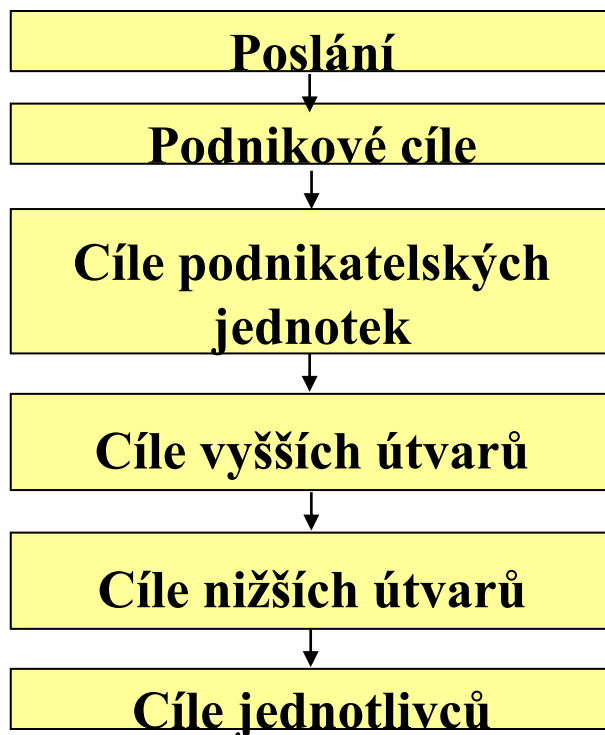 Poslání
Podnikové cíle
Cíle podnikatelských
jednotek
Cíle vyšších útvarů
Cíle nižších útvarů
Cíle jednotlivců